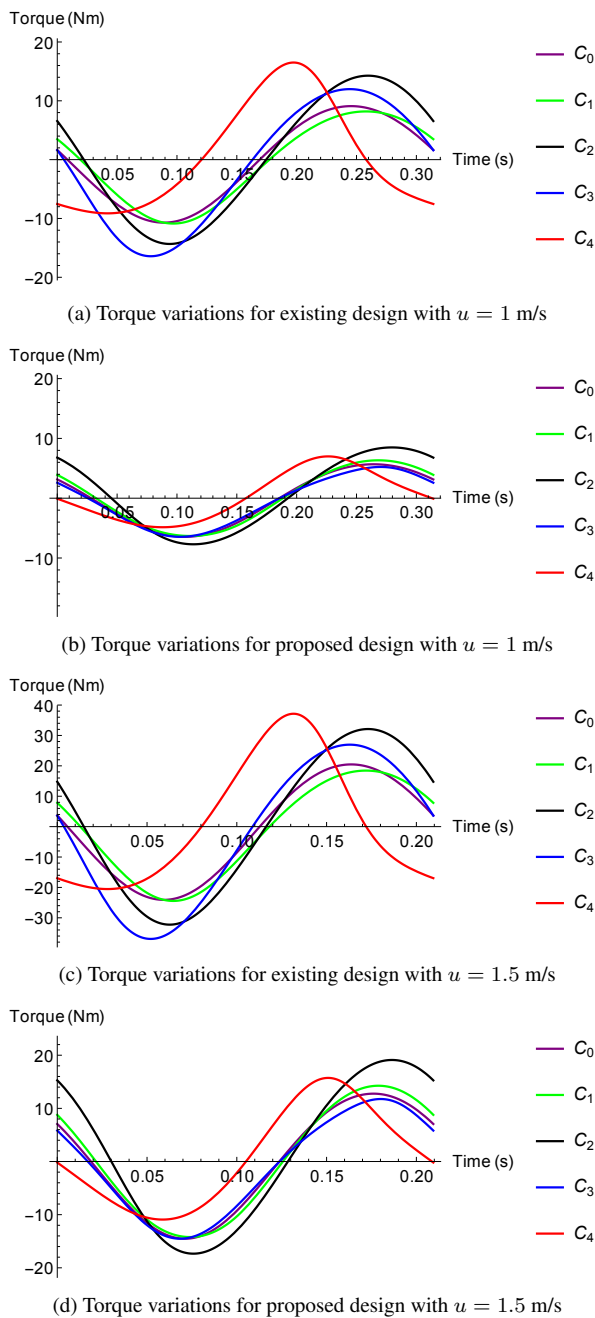 Torque (Nm)
20
10
-10
-20
0.05 0.10 0.15 0.20 0.25 0.30
Time (s)
C0
C1
C2
C3
C4
(a) Torque variations for existing design with u = 1 m/s
Torque (Nm)
20
10
-10
0.05 0.10 0.15 0.20 0.25 0.30
Time (s)
C0
C1
C2
C3
C4
(b) Torque variations for proposed design with u = 1 m/s
Torque (Nm)
40
30
20
10
-10
-20
-30
0.05 0.10 0.15 0.20
Time (s)
C0
C1
C2
C3
C4
(c) Torque variations for existing design with u = 1.5 m/s
Torque (Nm)
20
10
-10
-20
0.05 0.10 0.15 0.20
Time (s)
C0
C1
C2
C3
C4
(d) Torque variations for proposed design with u = 1.5 m/s